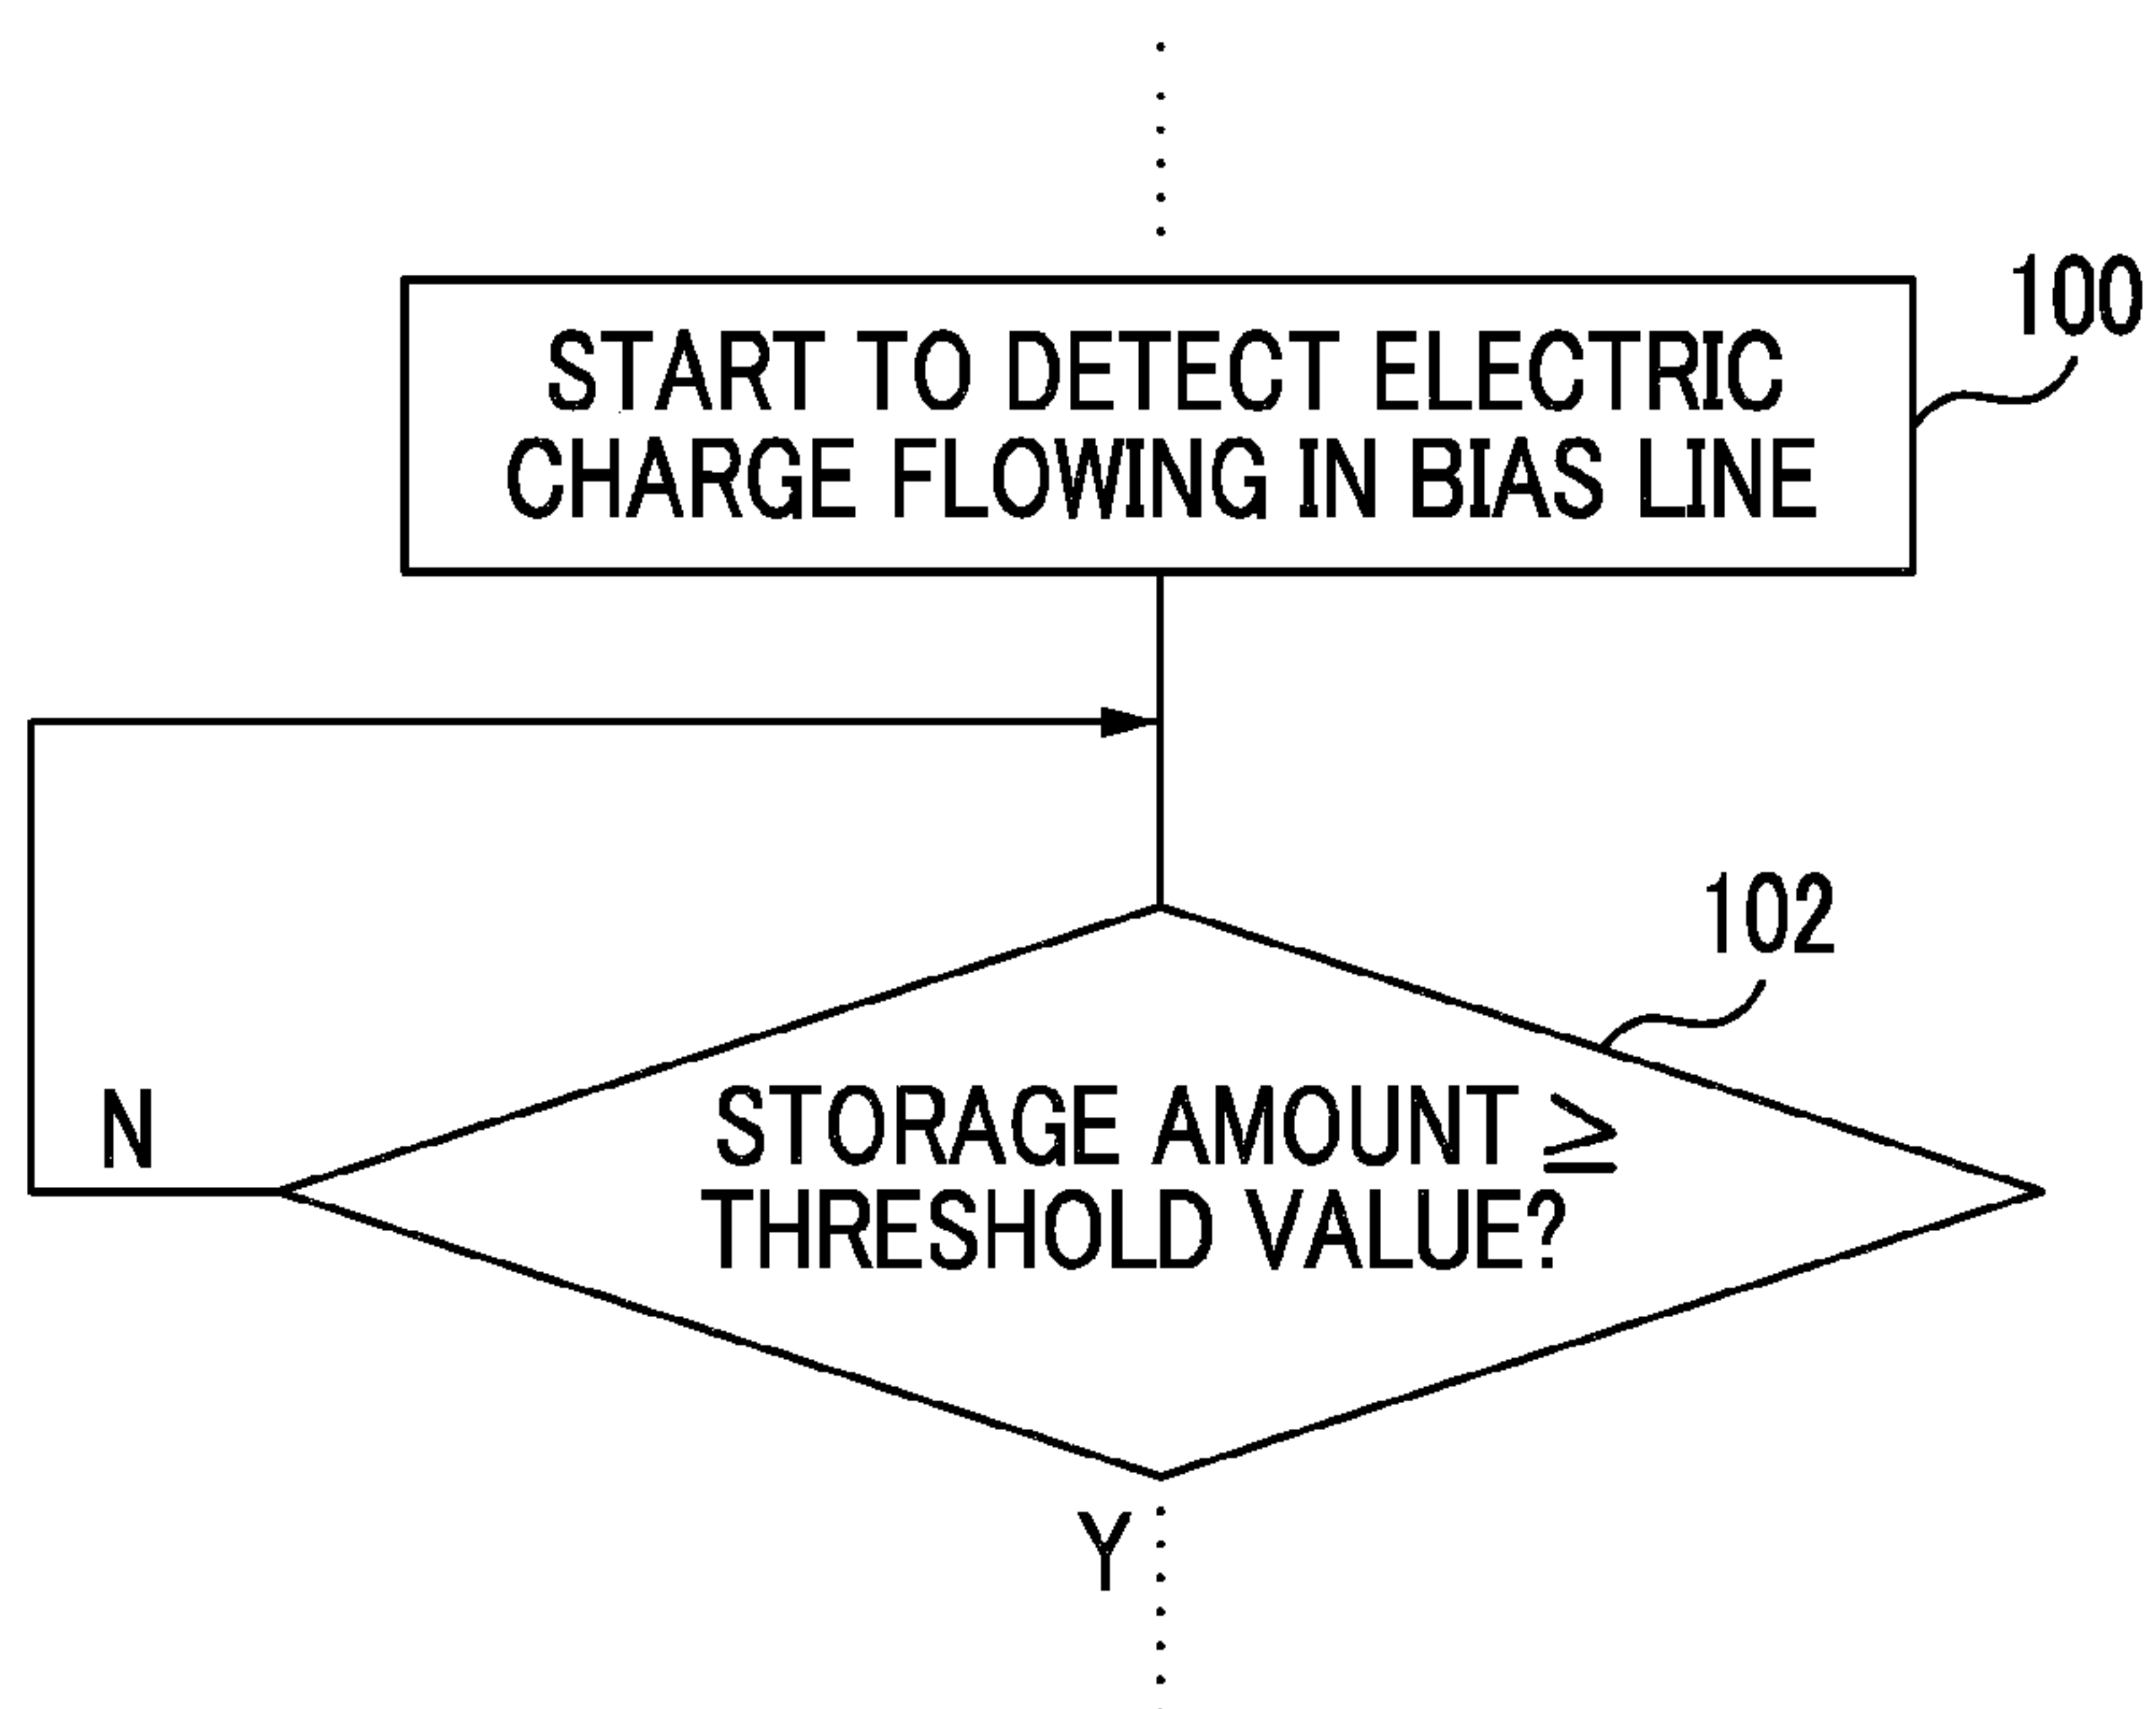 100
START TO DETECT ELECTRIC
CHARGE FLOWING IN BIAS LINE
102
N
STORAGE AMOUNT ≧
THRESHOLD VALUE?
Y